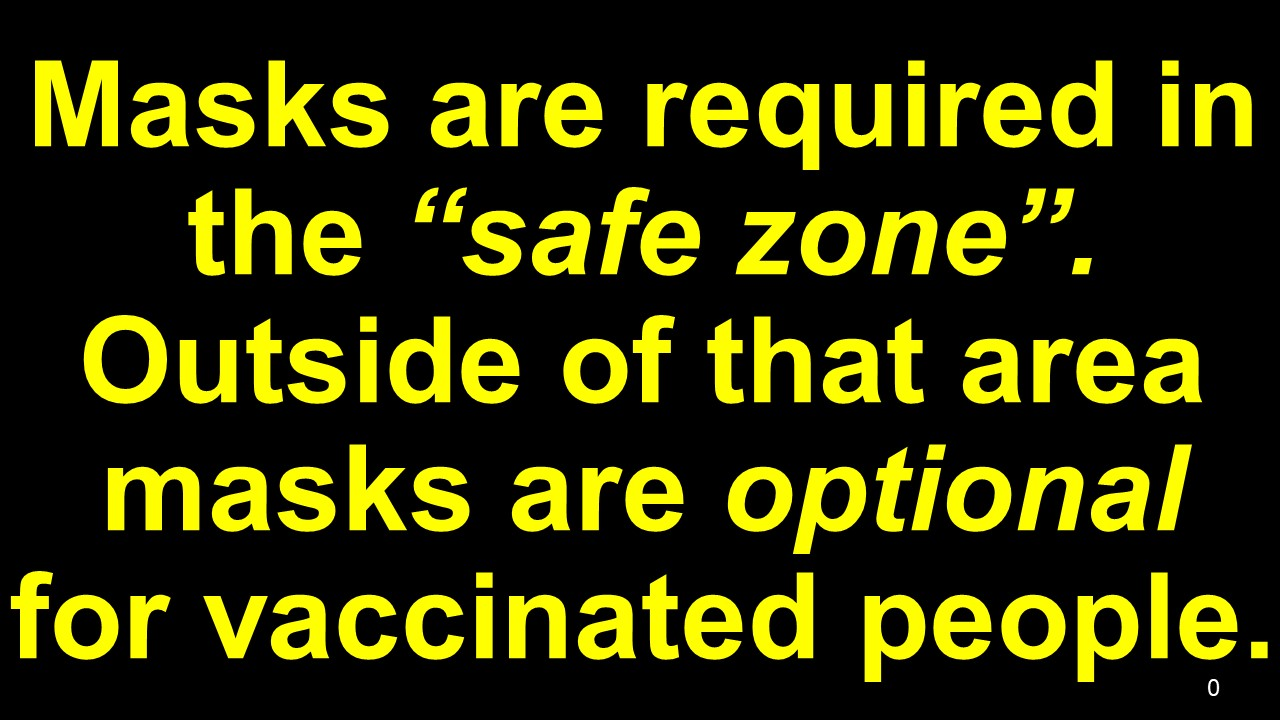 Masks are required in
the “safe zone”.
Outside of that area
masks are optional
for vaccinated people.
0